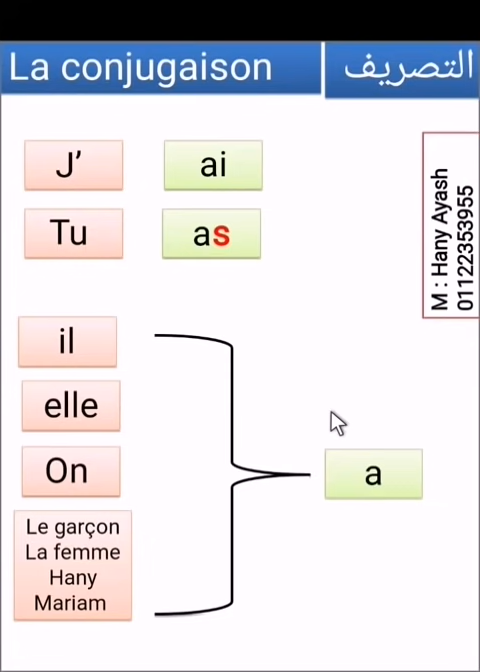 La conjugaison
التصريف
J’
ai
Tu
as
il
elle
On
Le garçon
La femme
Hany
Mariam
a
M : Hany Ayash
01122353955